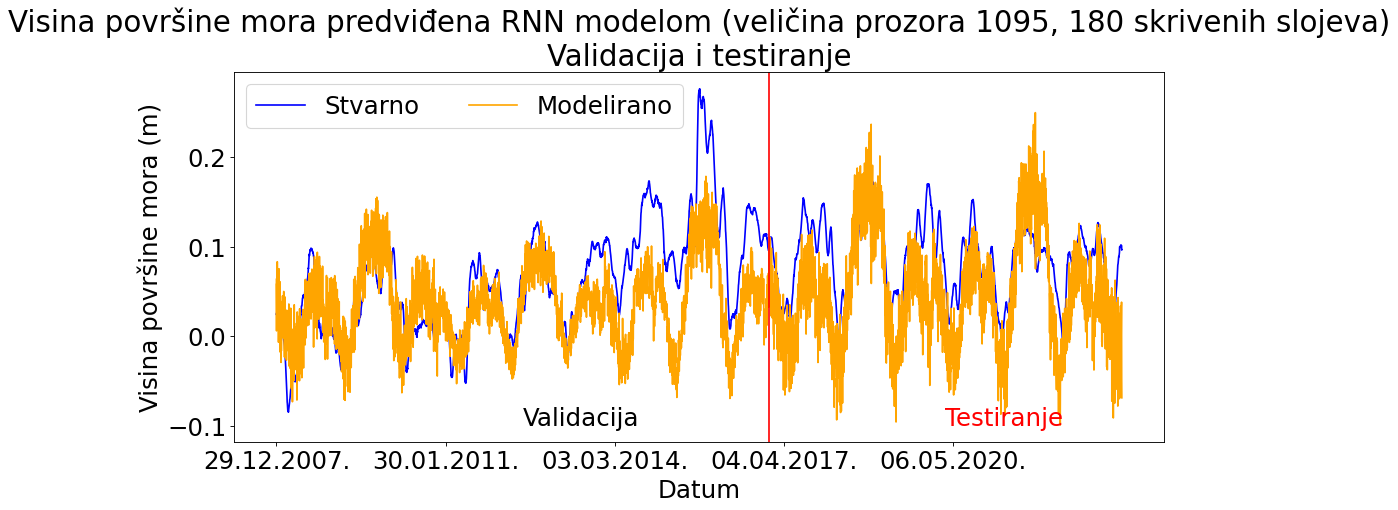 Visina površine mora predviđena RNN modelom (veličina prozora 1095, 180 skrivenih slojeva)
Validacija i testiranje
Stvarno
Modelirano
Visina površine mora (m)
0.2
0.1
0.0
−0.1
Validacija
Testiranje
29.12.2007.
30.01.2011.
03.03.2014.
04.04.2017.
06.05.2020.
Datum